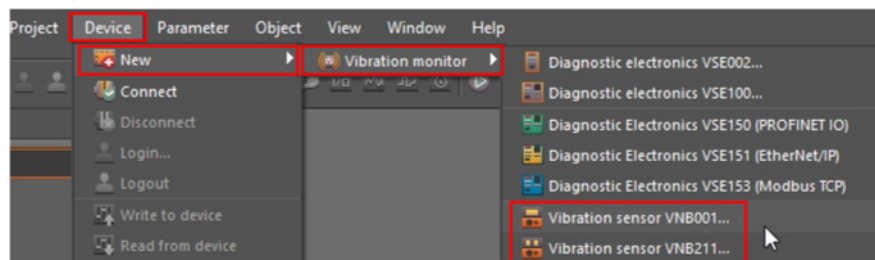 Project Device Parameter Object View Window Help
New
Connect
Disconnect
Login...
Logout
Write to device
Read from device
Vibration monitor
Diagnostic electronics VSE002...
Diagnostic electronics VSE100...
Diagnostic Electronics VSE150 (PROFINET IO)
Diagnostic Electronics VSE151 (EtherNet/IP)
Diagnostic Electronics VSE153 (Modbus TCP)
Vibration sensor VNB001...
Vibration sensor VNB211...